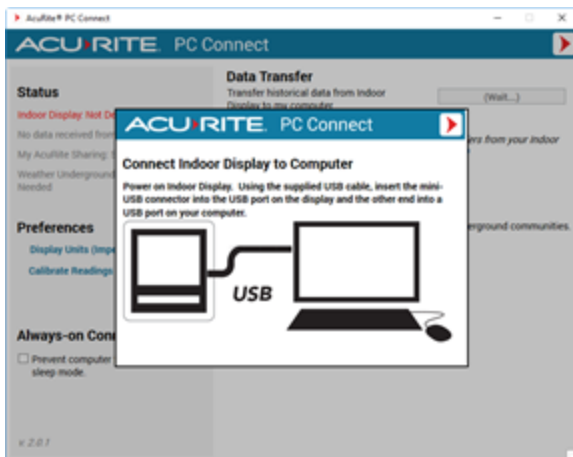 AcuRite® PC Connect
ACU RITE. PC Connect
Status
Indoor Display: Not De
No data received from
My AcuRite Sharing: S
Weather Underground
Needed
Preferences
Display Units (Impe
Calibrate Readings
Always-on Con
Prevent computer
sleep mode.
v: 2.0.1
Data Transfer
Transfer historical data from Indoor
Display to my computer
(Wait...)
ers from your Indoor
erground communities.
ACU RITE. PC Connect
Connect Indoor Display to Computer
Power on Indoor Display. Using the supplied USB cable, insert the mini-
USB connector into the USB port on the display and the other end into a
USB port on your computer.
USB